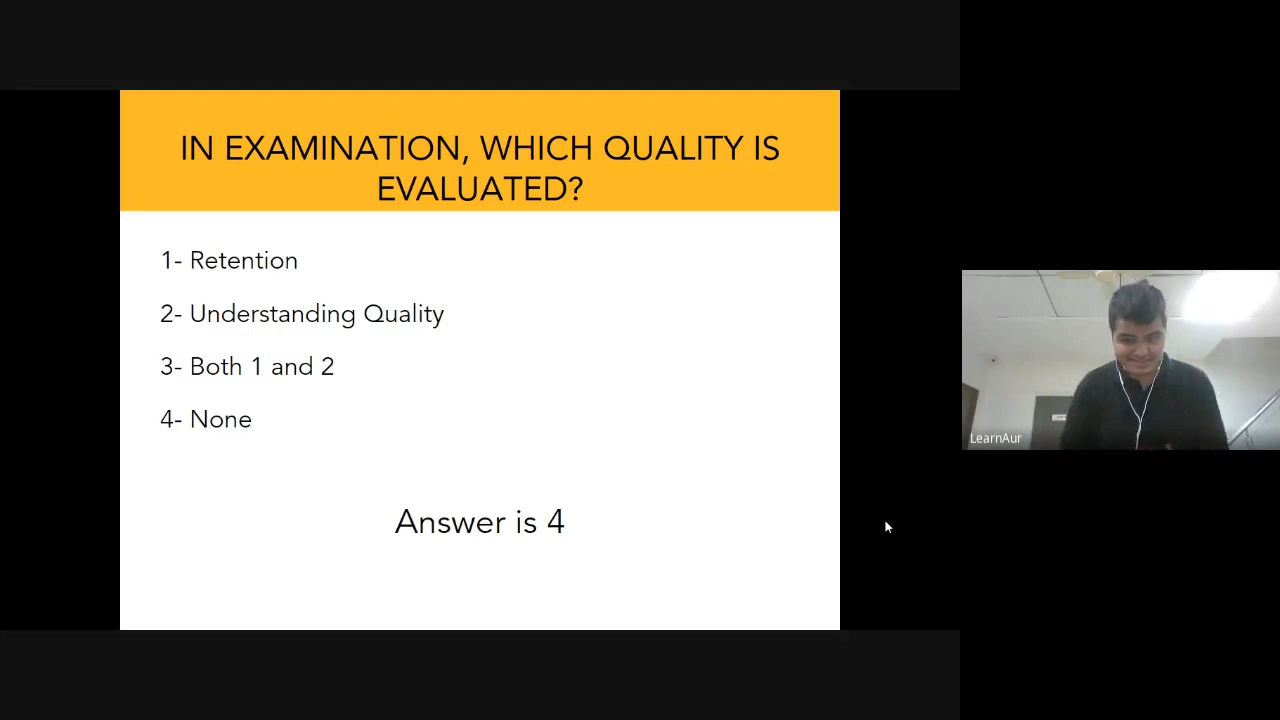 IN EXAMINATION, WHICH QUALITY IS
EVALUATED?
1- Retention
2- Understanding Quality
3- Both 1 and 2
4- None
Answer is 4
LearnAur